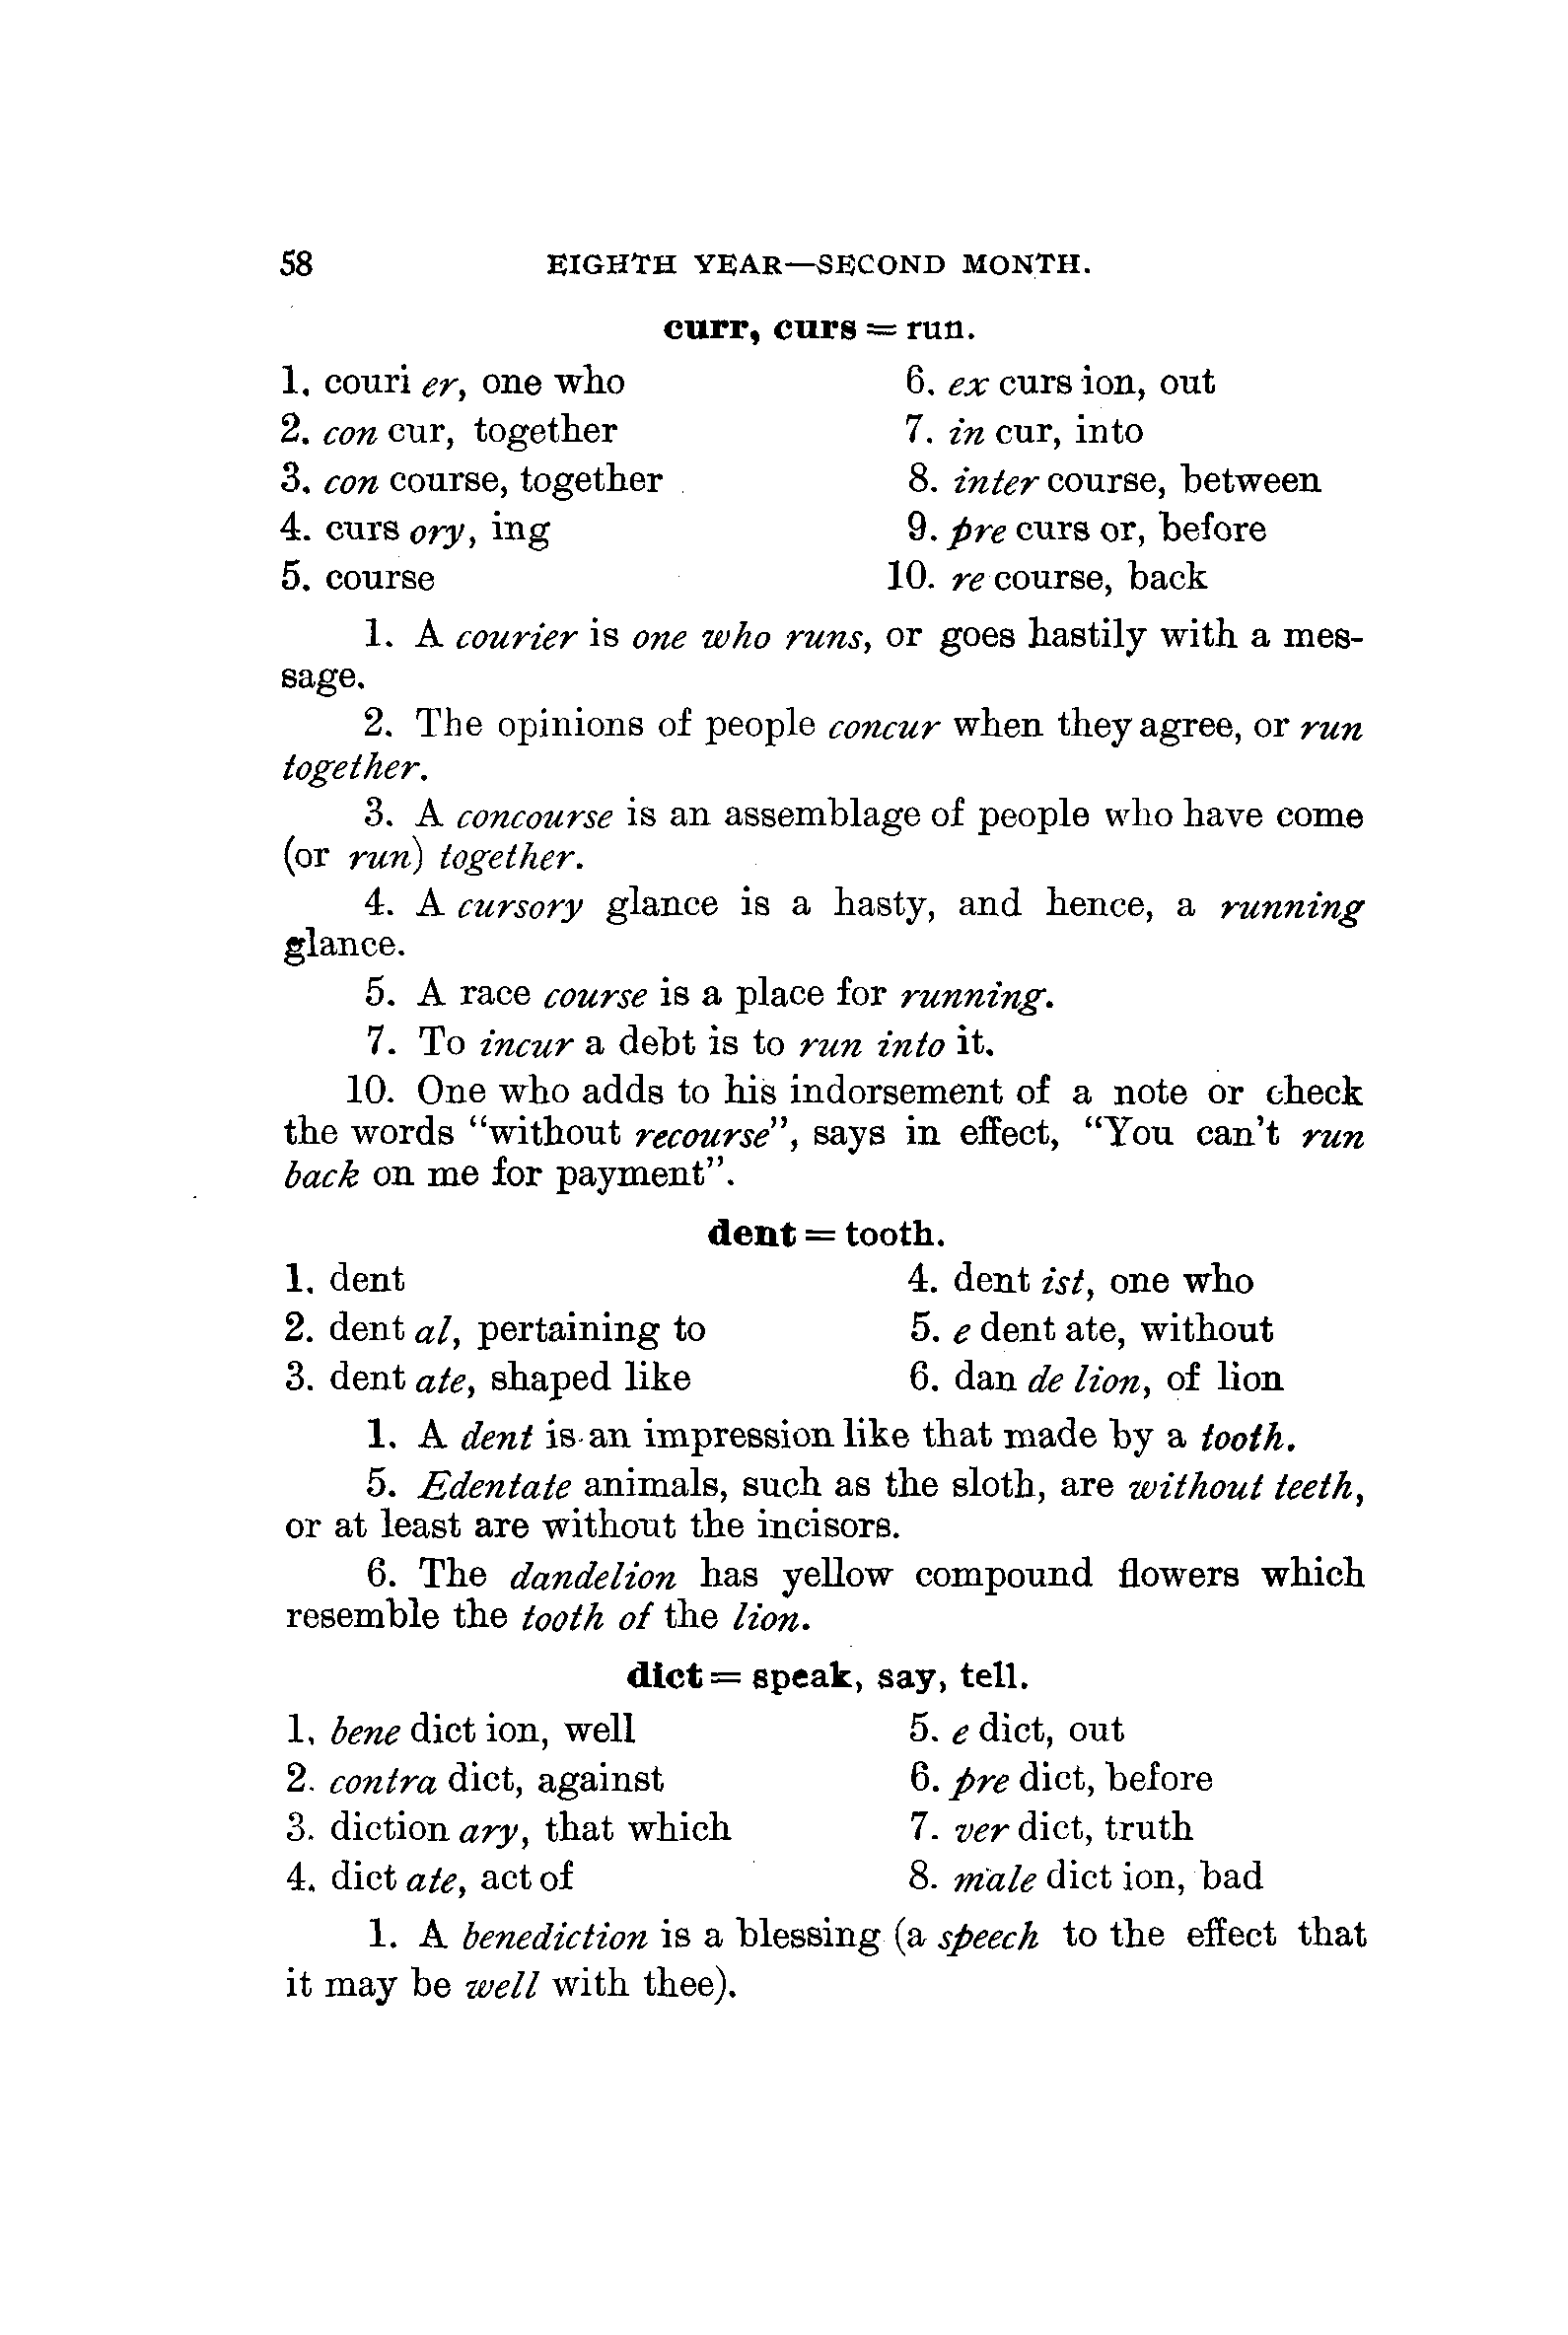 58 EIGHTH YEAR—SECOND MONTH.
curr, curs = run.
1. couri er, one who
2. con cur, together
3. con course, together
4. curs ory, ing
5. course
6. ex curs ion, out
7. in cur, into
8. inter course, between
9. pre curs or, before
10. re course, back
1. A courier is one who runs, or goes hastily with a mes-
sage.
2. The opinions of people concur when they agree, or run
together.
3. A concourse is an assemblage of people who have come
(or run) together.
4. A cursory glance is a hasty, and hence, a running
glance.
5. A race course is a place for running.
7. To incur a debt is to run into it.
10. One who adds to his indorsement of a note or check
the words “without recourse”, says in effect, “You can’t run
back on me for payment”.
dent = tooth.
1. dent
2. dent al, pertaining to
3. dent ate, shaped like
4. dent ist, one who
5. e dent ate, without
6. dan de lion, of lion
1. A dent is an impression like that made by a tooth.
5. Edentate animals, such as the sloth, are without teeth,
or at least are without the incisors.
6. The dandelion has yellow compound flowers which
resemble the tooth of the lion.
dict = speak, say, tell.
1. bene dict ion, well
2. contra dict, against
3. diction ary, that which
4. dict ate, act of
5. e dict, out
6. pre dict, before
7. ver dict, truth
8. male dict ion, bad
1. A benediction is a blessing (a speech to the effect that
it may be well with thee).